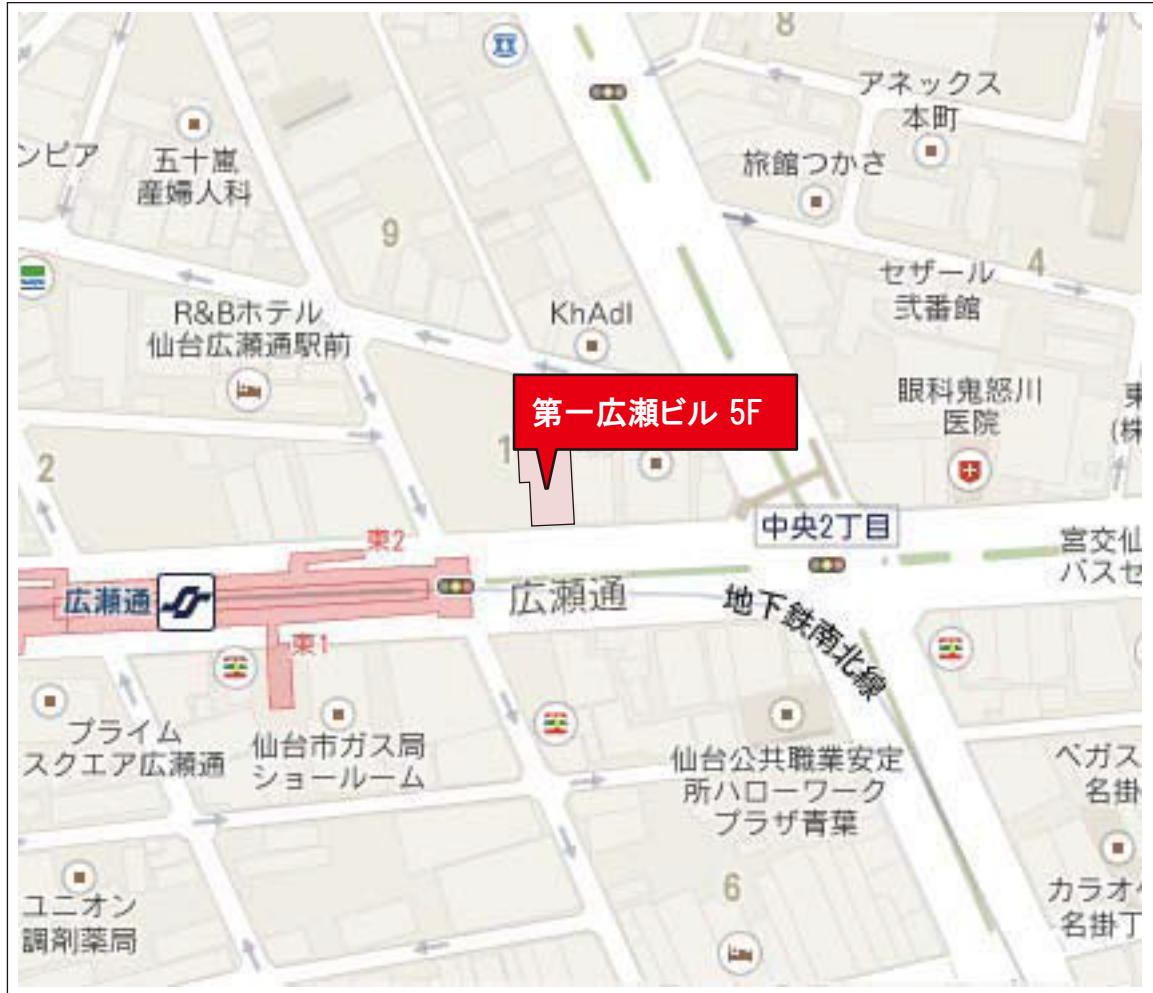 8
アネックス
本町
ンピア
五十嵐
産婦人科
旅館つかさ
9
セザール
弐番館
4
R&Bホテル
仙台広瀬通駅前
KhAdl
第一広瀬ビル 5F
眼科鬼怒川
医院
東
(株
2
1
中央2丁目
東2
広瀬通
広瀬通
地下鉄南北線
宮交仙
バスセ
東1
プライム
スクエア広瀬通
仙台市ガス局
ショールーム
仙台公共職業安定
所ハローワーク
プラザ青葉
ペガス
名掛
6
ユニオン
調剤薬局
カラオケ
名掛丁